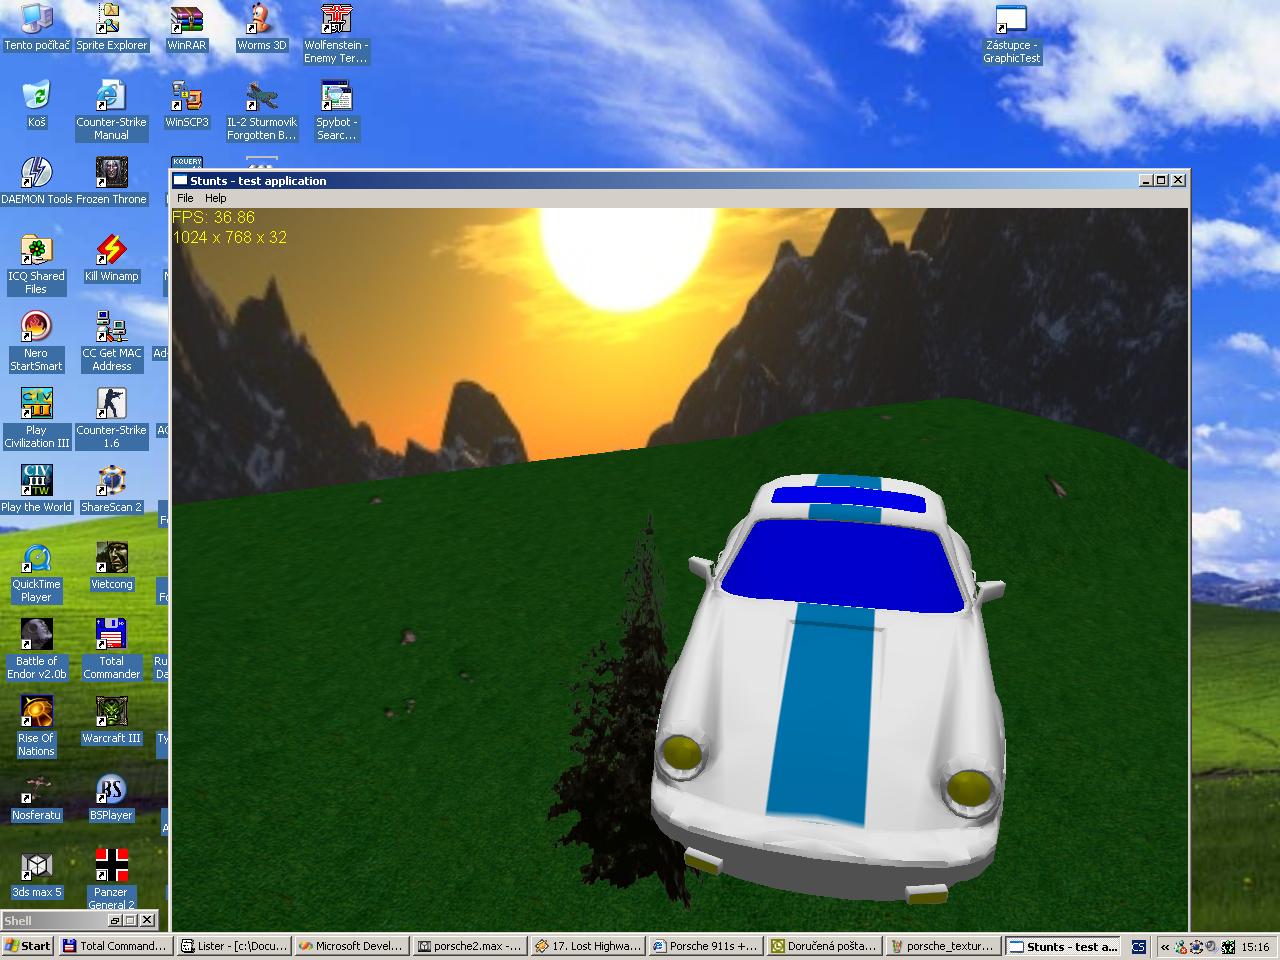 Tento počítač
Sprite Explorer
WinRAR
Worms 3D
Wolfenstein -
Enemy Ter...
Zástupce -
GraphicTest
Koš
Counter-Strike
Manual
WinSCP3
IL-2 Sturmovik
Forgotten B...
Spybot -
Searc...
DAEMON Tools
Frozen Throne
KQUERY
Stunts - test application
File Help
FPS: 36.86
1024 x 768 x 32
ICQ Shared
Files
Kill Winamp
Nero
StartSmart
CC Get MAC
Address
Ad
Play
Civilization III
Counter-Strike
1.6
Play the World
ShareScan 2
QuickTime
Player
Vietcong
Battle of
Endor v2.0b
Total
Commander
Ru
Da
Rise Of
Nations
Warcraft III
Ty
Nosferatu
BSPlayer
3ds max 5
Panzer
General 2
Shell
Start
Total Command...
Lister - [c:\Docu...
Microsoft Devel...
porsche2.max -...
17. Lost Highwa...
Porsche 911s +...
Doručená pošta...
porsche_textur...
Stunts - test a...
CS
15:16